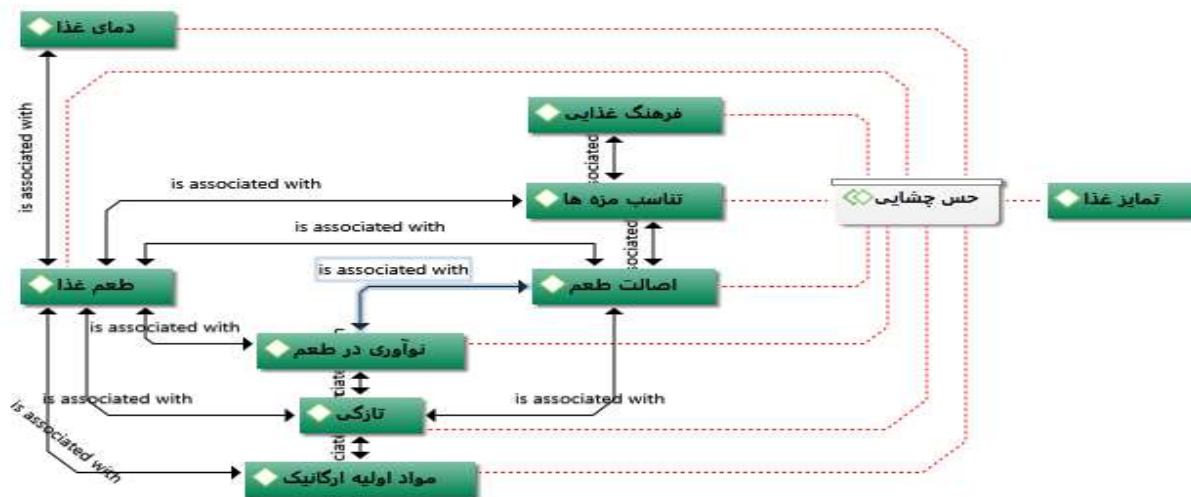 دمای غذا
is associated with
فرهنگ غذایی
is associated with
تناسب مزه ها
حس چشایی
تمایز غذا
is associated with
is associated with
طعم غذا
اصالت طعم
is associated with
نوآوری در طعم
is associated with
تازگی
is associated with
is associated with
مواد اولیه ارگانیک